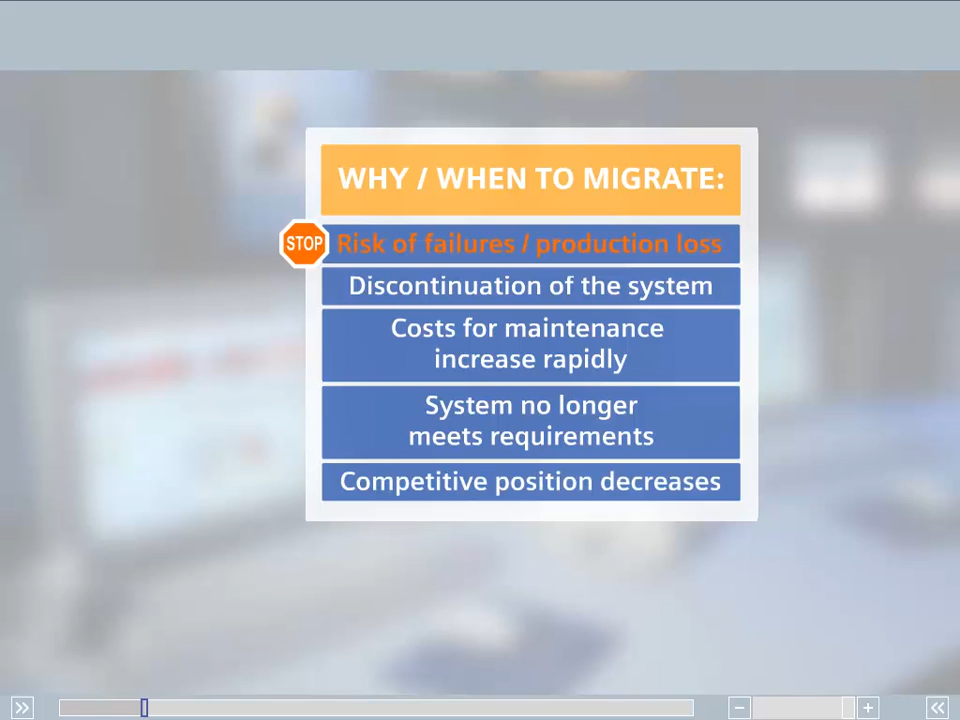 WHY / WHEN TO MIGRATE:
STOP
Risk of failures / production loss
Discontinuation of the system
Costs for maintenance
increase rapidly
System no longer
meets requirements
Competitive position decreases